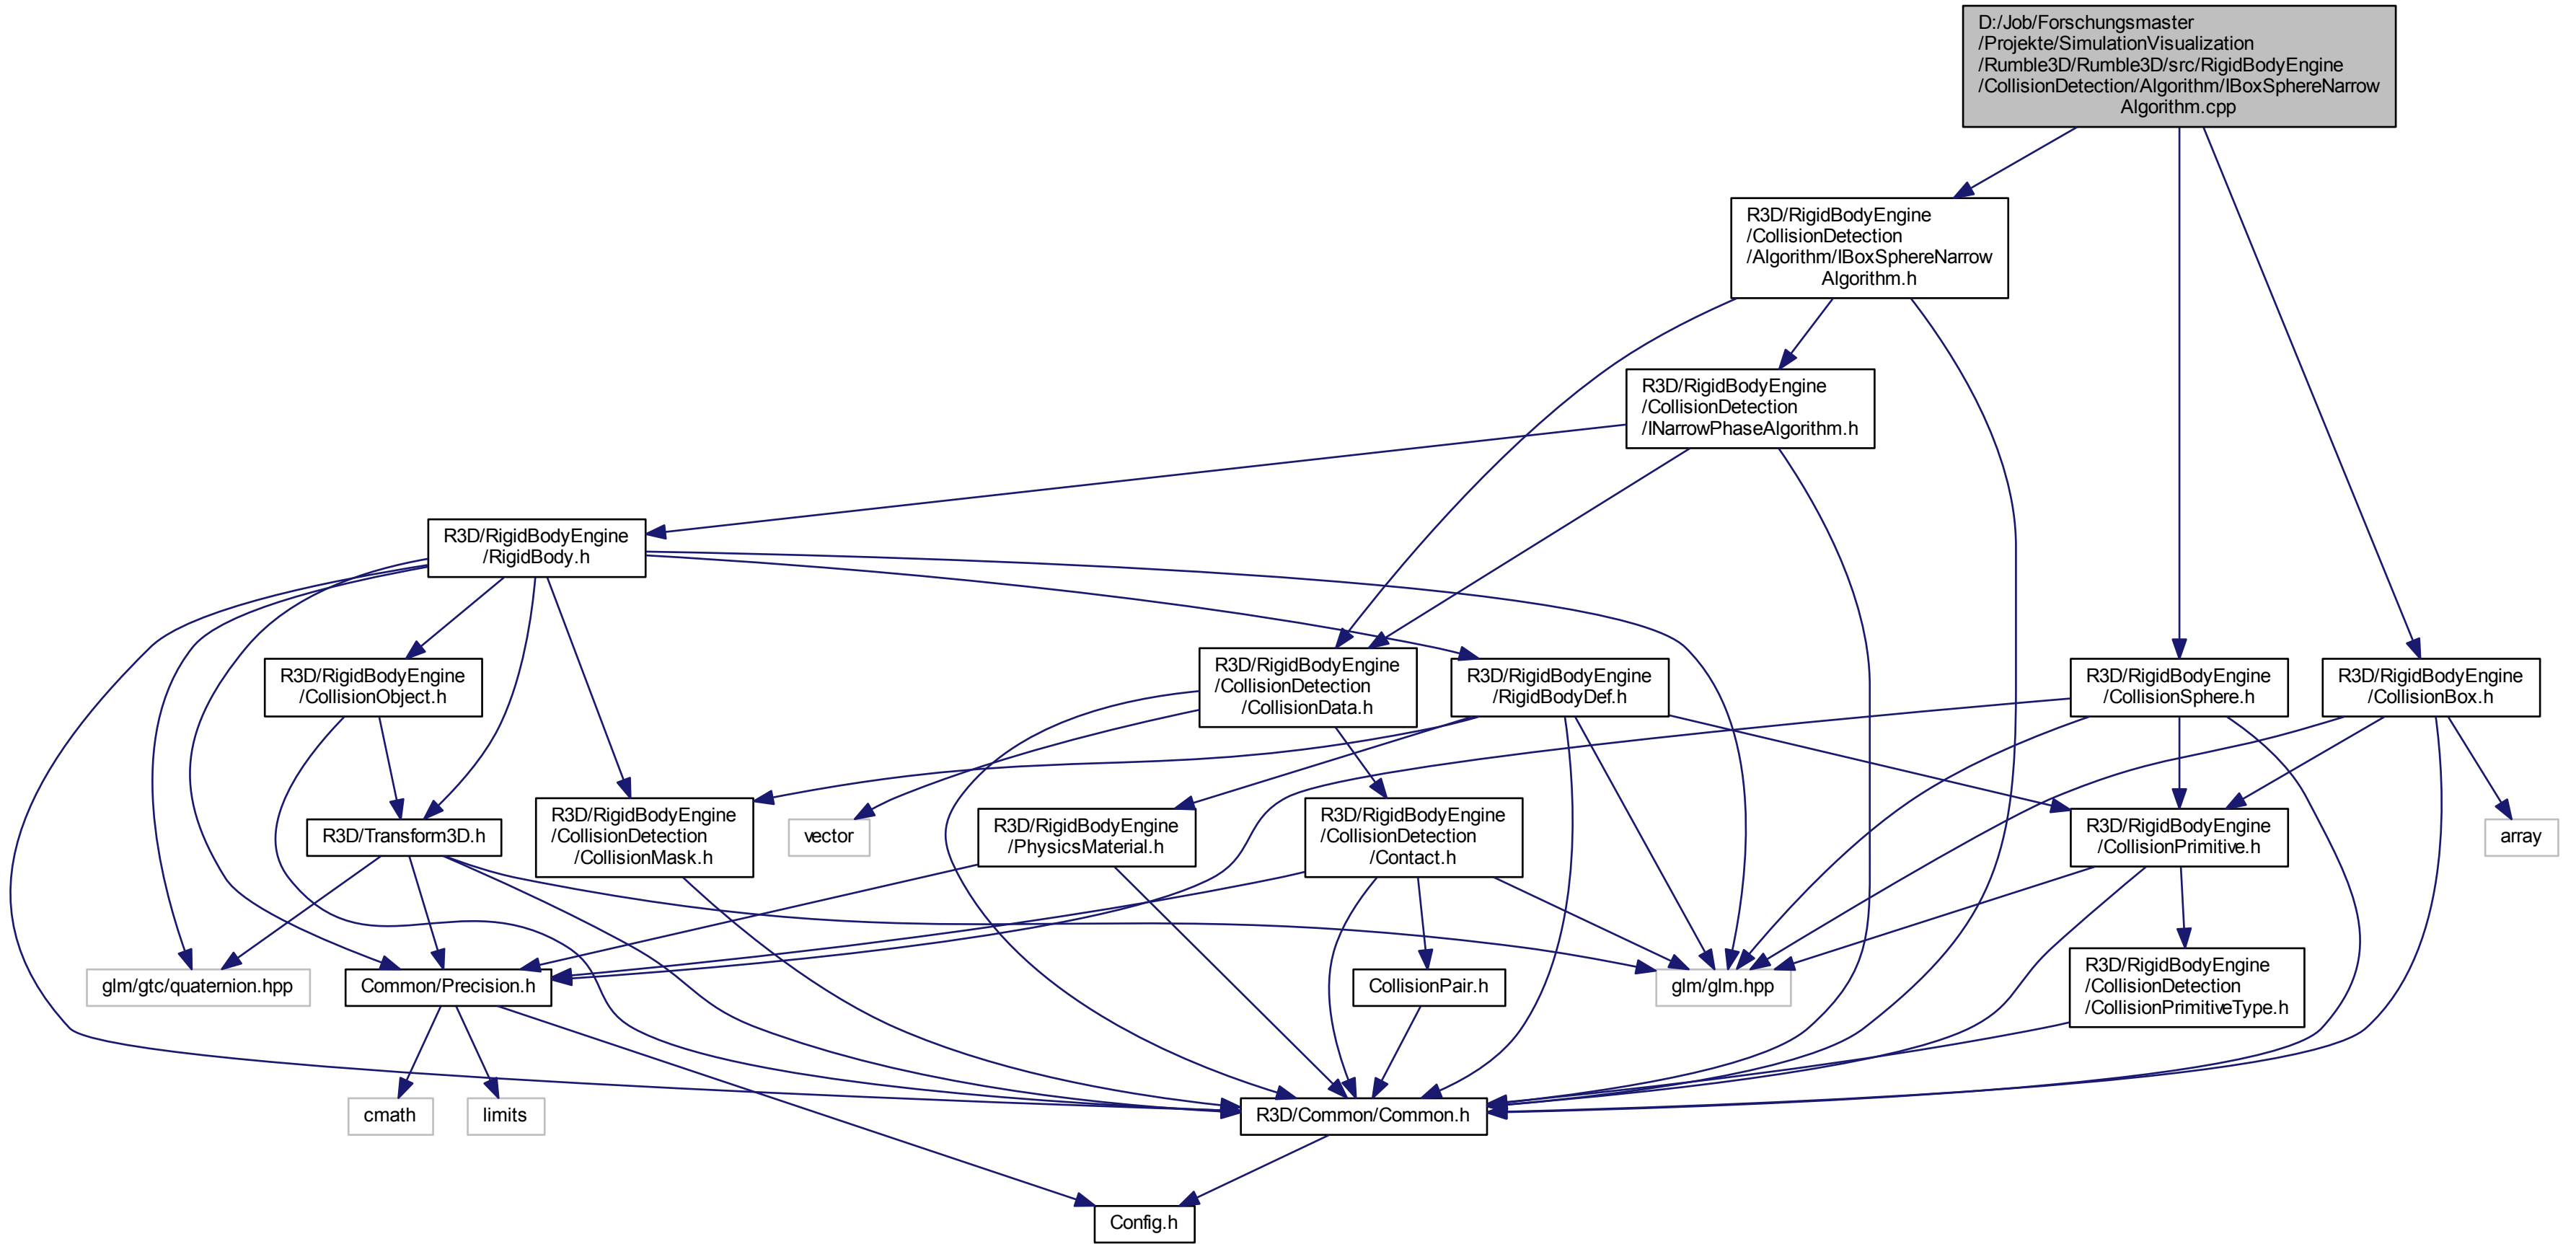 D:/Job/Forschungsmaster
/Projekte/SimulationVisualization
/Rumble3D/Rumble3D/src/RigidBodyEngine
/CollisionDetection/Algorithm/IBoxSphereNarrow
Algorithm.cpp
R3D/RigidBodyEngine
/CollisionDetection
/Algorithm/IBoxSphereNarrow
Algorithm.h
R3D/RigidBodyEngine
/CollisionDetection
/INarrowPhaseAlgorithm.h
R3D/RigidBodyEngine
/RigidBody.h
R3D/RigidBodyEngine
/CollisionObject.h
R3D/RigidBodyEngine
/CollisionDetection
/CollisionData.h
R3D/RigidBodyEngine
/RigidBodyDef.h
R3D/RigidBodyEngine
/CollisionSphere.h
R3D/RigidBodyEngine
/CollisionBox.h
R3D/Transform3D.h
R3D/RigidBodyEngine
/CollisionDetection
/CollisionMask.h
vector
R3D/RigidBodyEngine
/PhysicsMaterial.h
R3D/RigidBodyEngine
/CollisionDetection
/Contact.h
R3D/RigidBodyEngine
/CollisionPrimitive.h
array
glm/gtc/quaternion.hpp
Common/Precision.h
CollisionPair.h
glm/glm.hpp
R3D/RigidBodyEngine
/CollisionDetection
/CollisionPrimitiveType.h
cmath
limits
R3D/Common/Common.h
Config.h